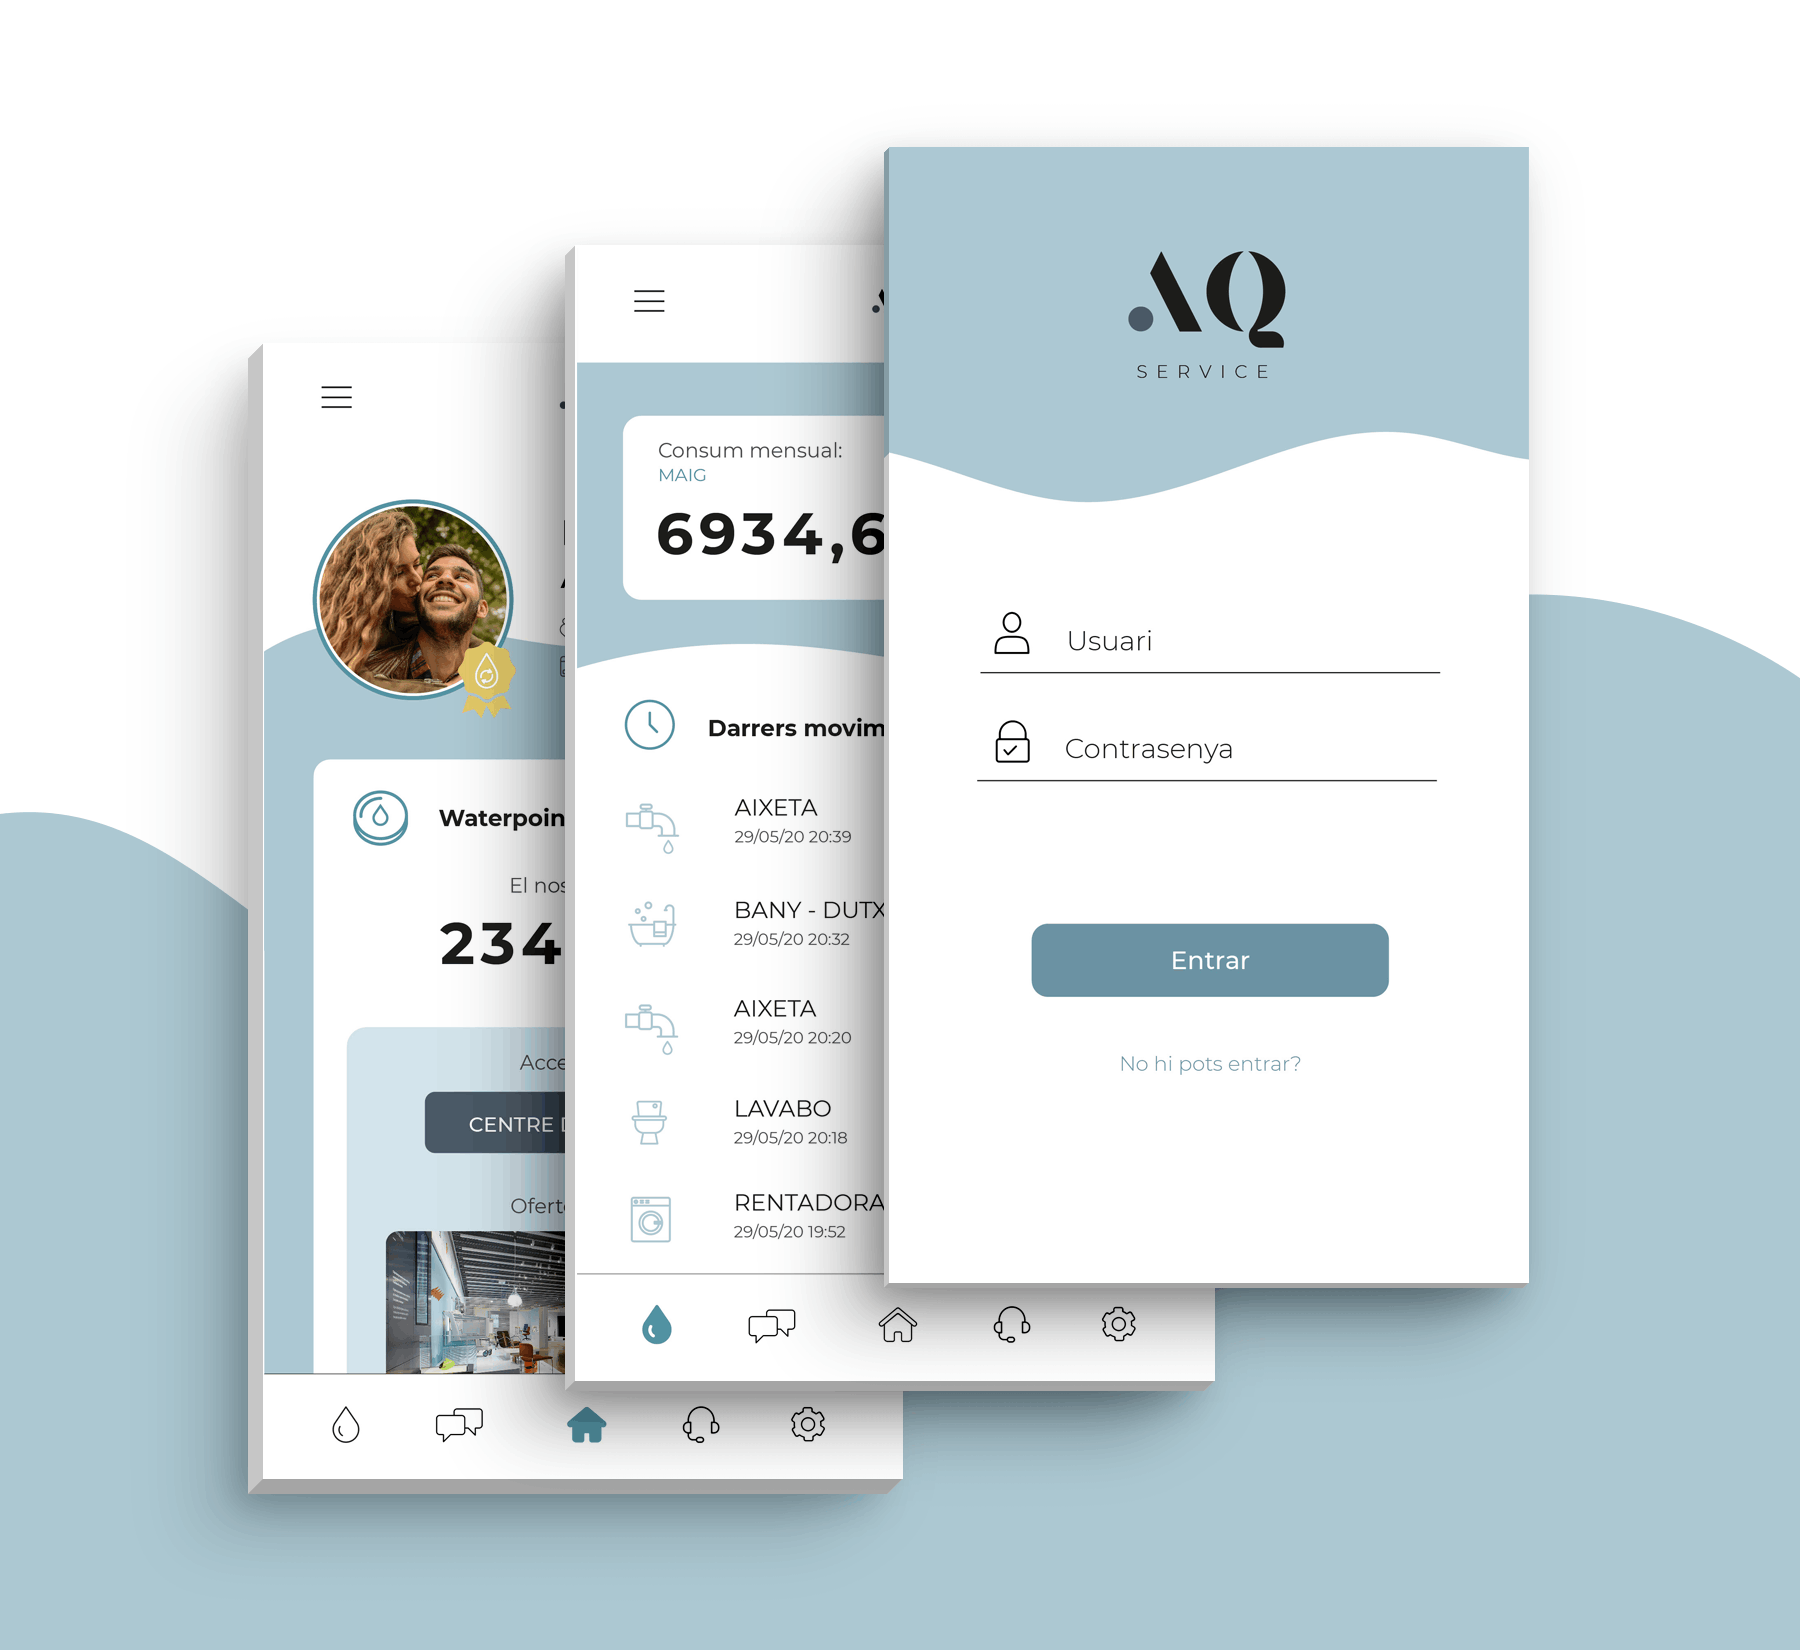 AQ
SERVICE
Usuari
Contrasenya
Entrar
No hi pots entrar?
Consum mensual:
MAIG
6934,6
Darrers movim
AIXETA
29/05/20 20:39
BANY - DUTX
29/05/20 20:32
AIXETA
29/05/20 20:20
LAVABO
29/05/20 20:18
RENTADORA
29/05/20 19:52
Waterpoin
El nos
234
Acce
CENTRE
Ofert